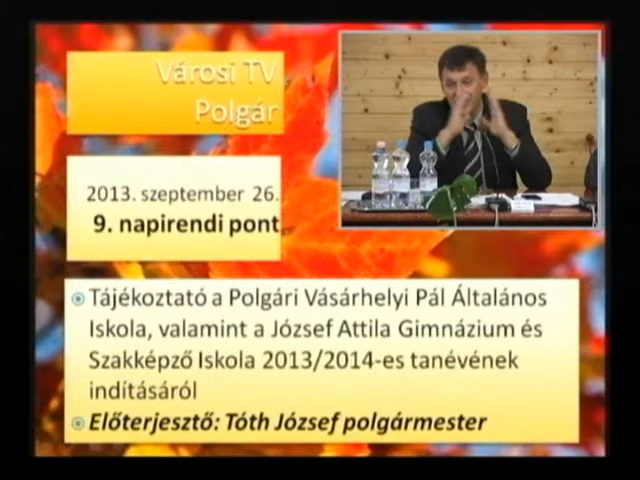 Városi TV
Polgár
2013. szeptember 26.
9. napirendi pont
Tájékoztató a Polgári Vásárhelyi Pál Általános
Iskola, valamint a József Attila Gimnázium és
Szakképző Iskola 2013/2014-es tanévének
indításáról
Előterjesztő: Tóth József polgármester